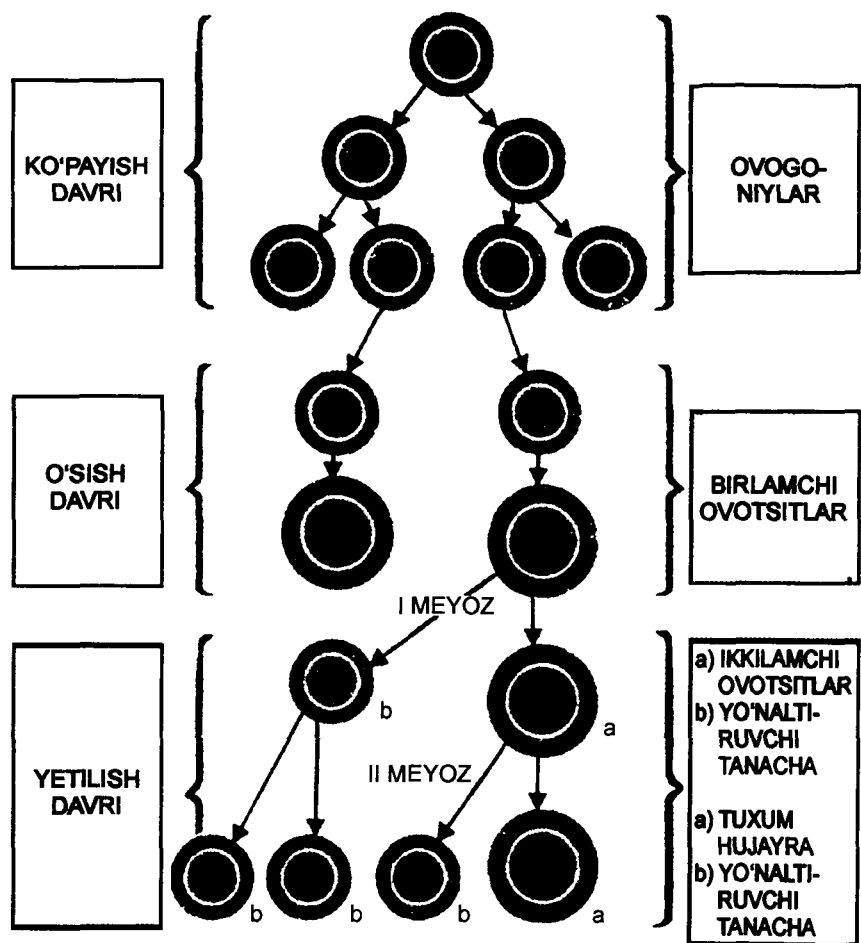 KO'PAYISH
DAVRI
OVOGO-
NIYLAR
O'SISH
DAVRI
BIRLAMCHI
OVOTSITLAR
I MEYOZ
b
a
II MEYOZ
YETILISH
DAVRI
a) IKKILAMCHI
OVOTSITLAR
b) YO'NALTI-
RUVCHI
TANACHA
a) TUXUM
HUJAYRA
b) YO'NALTI-
RUVCHI
TANACHA
b
b
b
a